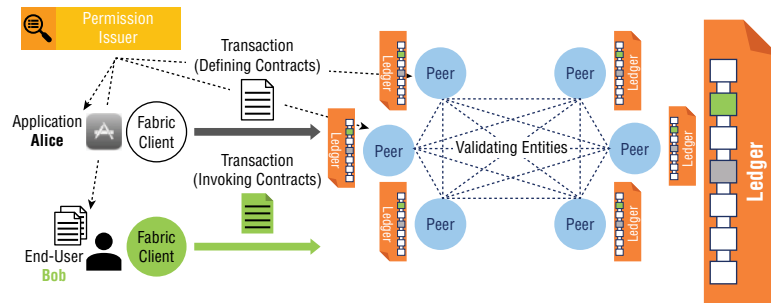 Permission
Issuer
Transaction
(Defining Contracts)
Application
Alice
Fabric
Client
Transaction
(Invoking Contracts)
End-User
Bob
Fabric
Client
Ledger
Peer
Ledger
Peer
Ledger
Peer
Validating Entities
Peer
Ledger
Peer
Ledger
Peer
Ledger
Ledger